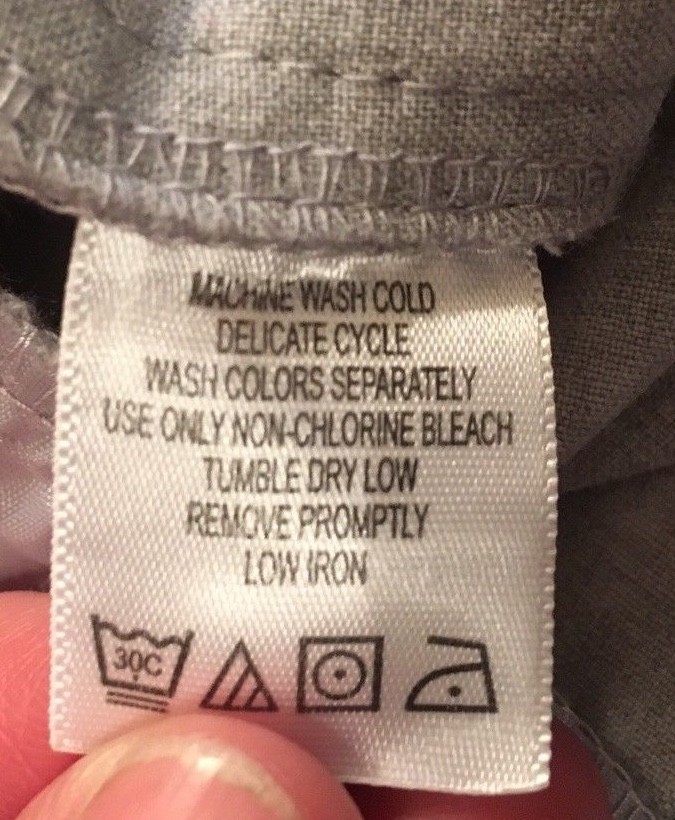 MACHINE WASH COLD
DELICATE CYCLE
WASH COLORS SEPARATELY
USE ONLY NON-CHLORINE BLEACH
TUMBLE DRY LOW
REMOVE PROMPTLY
LOW IRON
30C